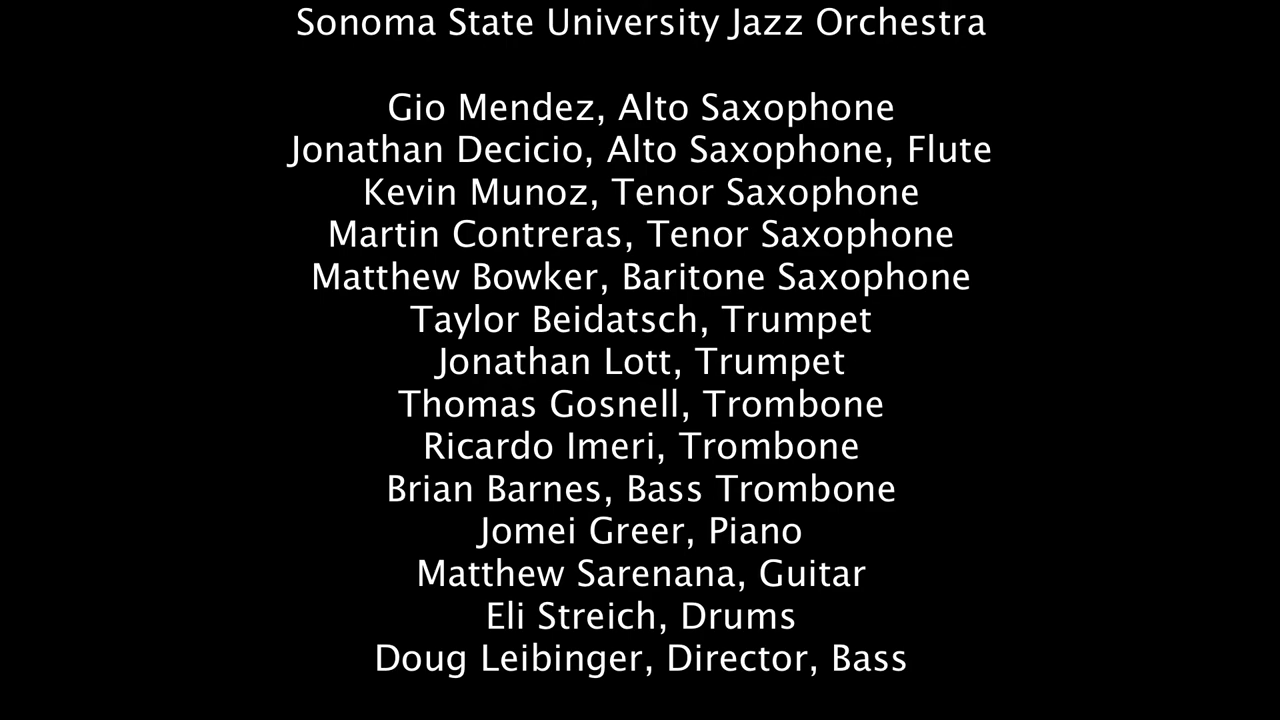 Sonoma State University Jazz Orchestra
Gio Mendez, Alto Saxophone
Jonathan Decicio, Alto Saxophone, Flute
Kevin Munoz, Tenor Saxophone
Martin Contreras, Tenor Saxophone
Matthew Bowker, Baritone Saxophone
Taylor Beidatsch, Trumpet
Jonathan Lott, Trumpet
Thomas Gosnell, Trombone
Ricardo Imeri, Trombone
Brian Barnes, Bass Trombone
Jomei Greer, Piano
Matthew Sarenana, Guitar
Eli Streich, Drums
Doug Leibinger, Director, Bass